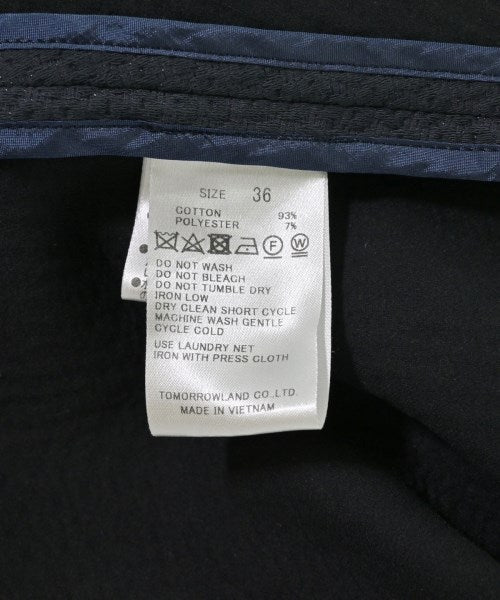 SIZE 36
COTTON 93%
POLYESTER 7%
F W
DO NOT WASH
DO NOT BLEACH
DO NOT TUMBLE DRY
IRON LOW
DRY CLEAN SHORT CYCLE
MACHINE WASH GENTLE
CYCLE COLD
USE LAUNDRY NET
IRON WITH PRESS CLOTH
TOMORROWLAND CO.,LTD.
MADE IN VIETNAM